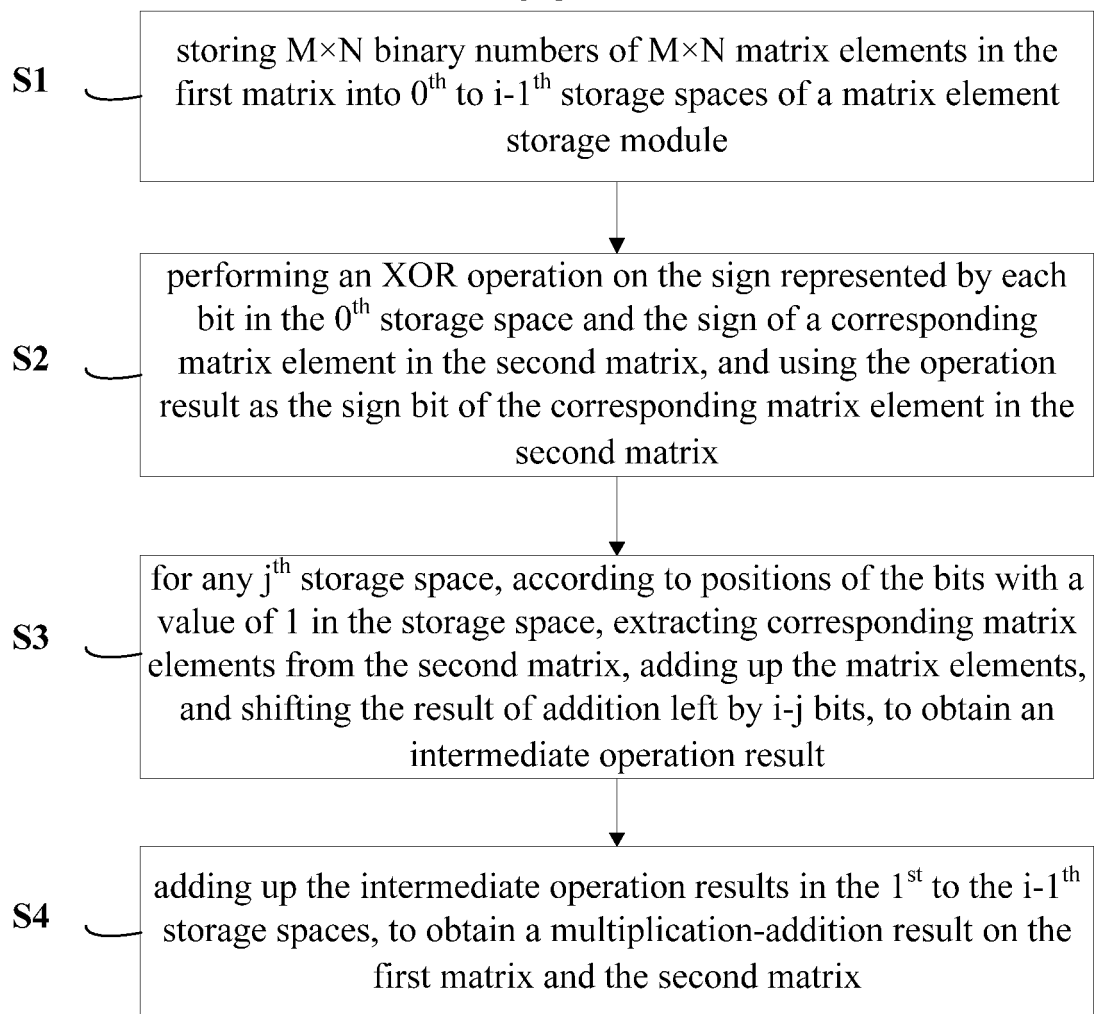 S1
storing M×N binary numbers of M×N matrix elements in the
first matrix into 0th to i-1th storage spaces of a matrix element
storage module
S2
performing an XOR operation on the sign represented by each
bit in the 0th storage space and the sign of a corresponding
matrix element in the second matrix, and using the operation
result as the sign bit of the corresponding matrix element in the
second matrix
S3
for any jth storage space, according to positions of the bits with a
value of 1 in the storage space, extracting corresponding matrix
elements from the second matrix, adding up the matrix elements,
and shifting the result of addition left by i-j bits, to obtain an
intermediate operation result
S4
adding up the intermediate operation results in the 1st to the i-1th
storage spaces, to obtain a multiplication-addition result on the
first matrix and the second matrix